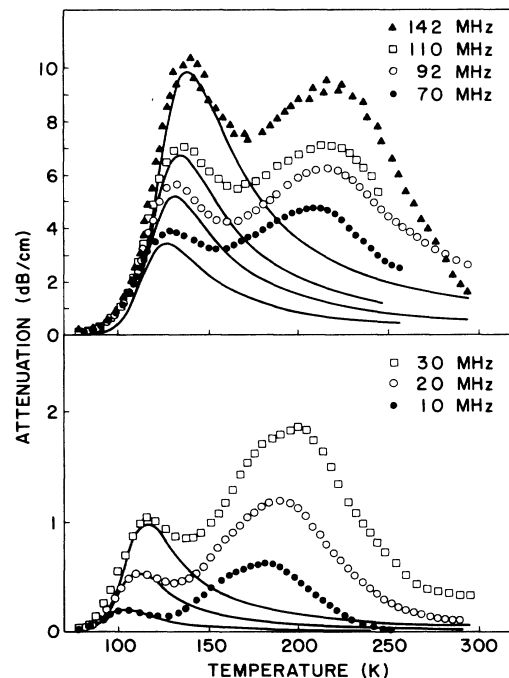 ▲ 142 MHz
□ 110 MHz
○ 92 MHz
● 70 MHz
10
8
6
4
2
0
ATTENUATION (dB/cm)
□ 30 MHz
○ 20 MHz
● 10 MHz
2
1
0
100 150 200 250 300
TEMPERATURE (K)